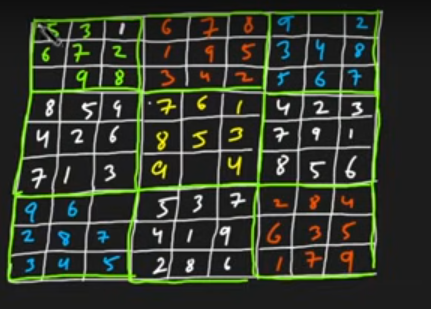 5 3 1 6 7 8 9 2
6 7 2 1 9 5 3 4 8
9 8 3 4 2 5 6 7
8 5 9 7 6 1 4 2 3
4 2 6 8 5 3 7 9 1
7 1 3 9 4 8 5 6
9 6 5 3 7 2 8 4
2 8 7 4 1 9 6 3 5
3 4 5 2 8 6 1 7 9